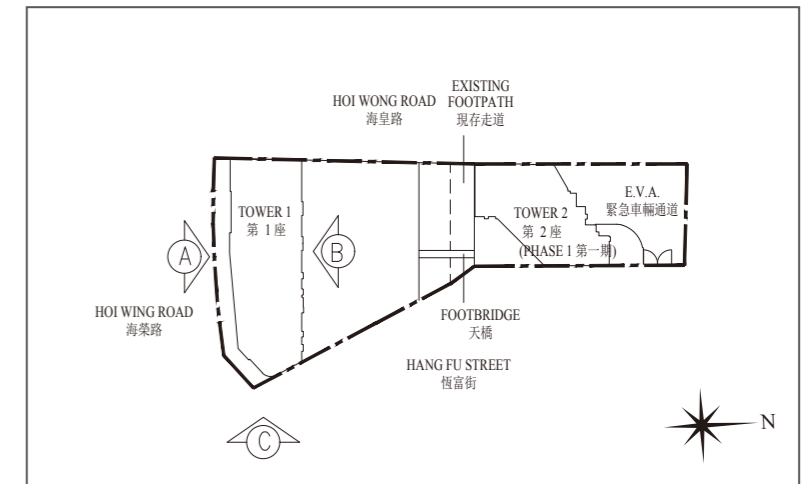 HOI WONG ROAD
海皇路
EXISTING
FOOTPATH
現存走道
TOWER 1
第 1 座
TOWER 2
第 2 座
(PHASE 1 第一期)
E.V.A.
緊急車輛通道
A
B
HOI WING ROAD
海榮路
FOOTBRIDGE
天橋
HANG FU STREET
恆富街
C
N